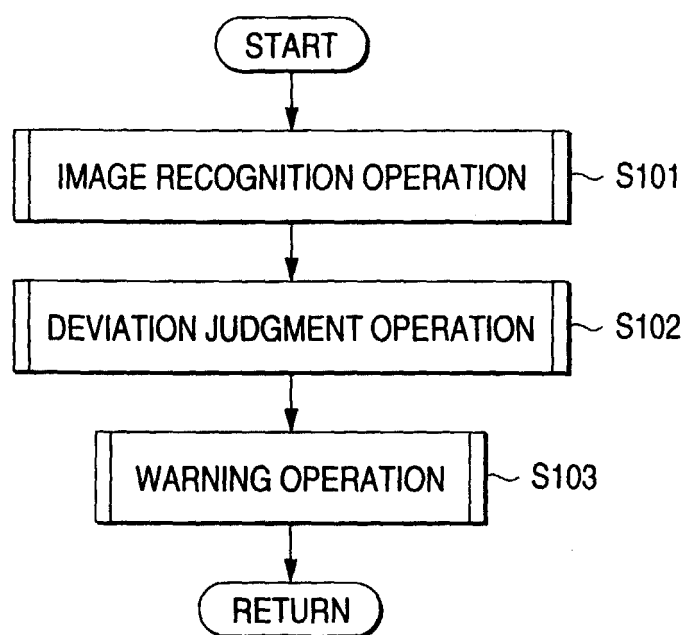 START
IMAGE RECOGNITION OPERATION S101
DEVIATION JUDGMENT OPERATION S102
WARNING OPERATION S103
RETURN